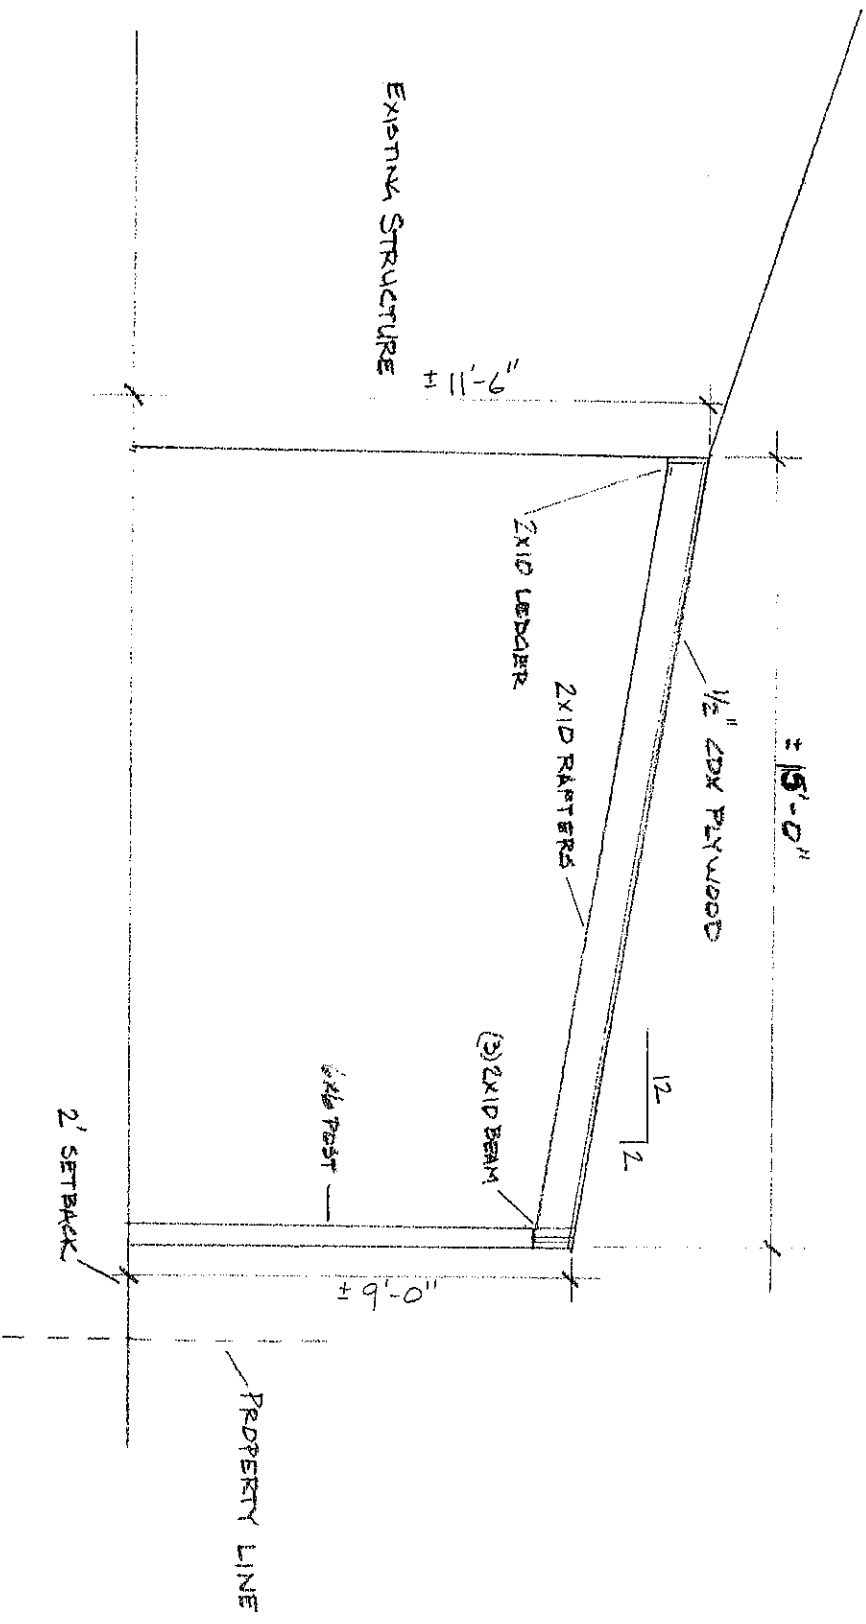 ± 15'-0"
1/2" CDX PLYWOOD
12
2
2X10 LEDGER
2X10 RAFTERS
(3) 2X10 BEAM
± 11'-6"
EXISTING STRUCTURE
6X6 POST
± 9'-0"
PROPERTY LINE
2' SETBACK